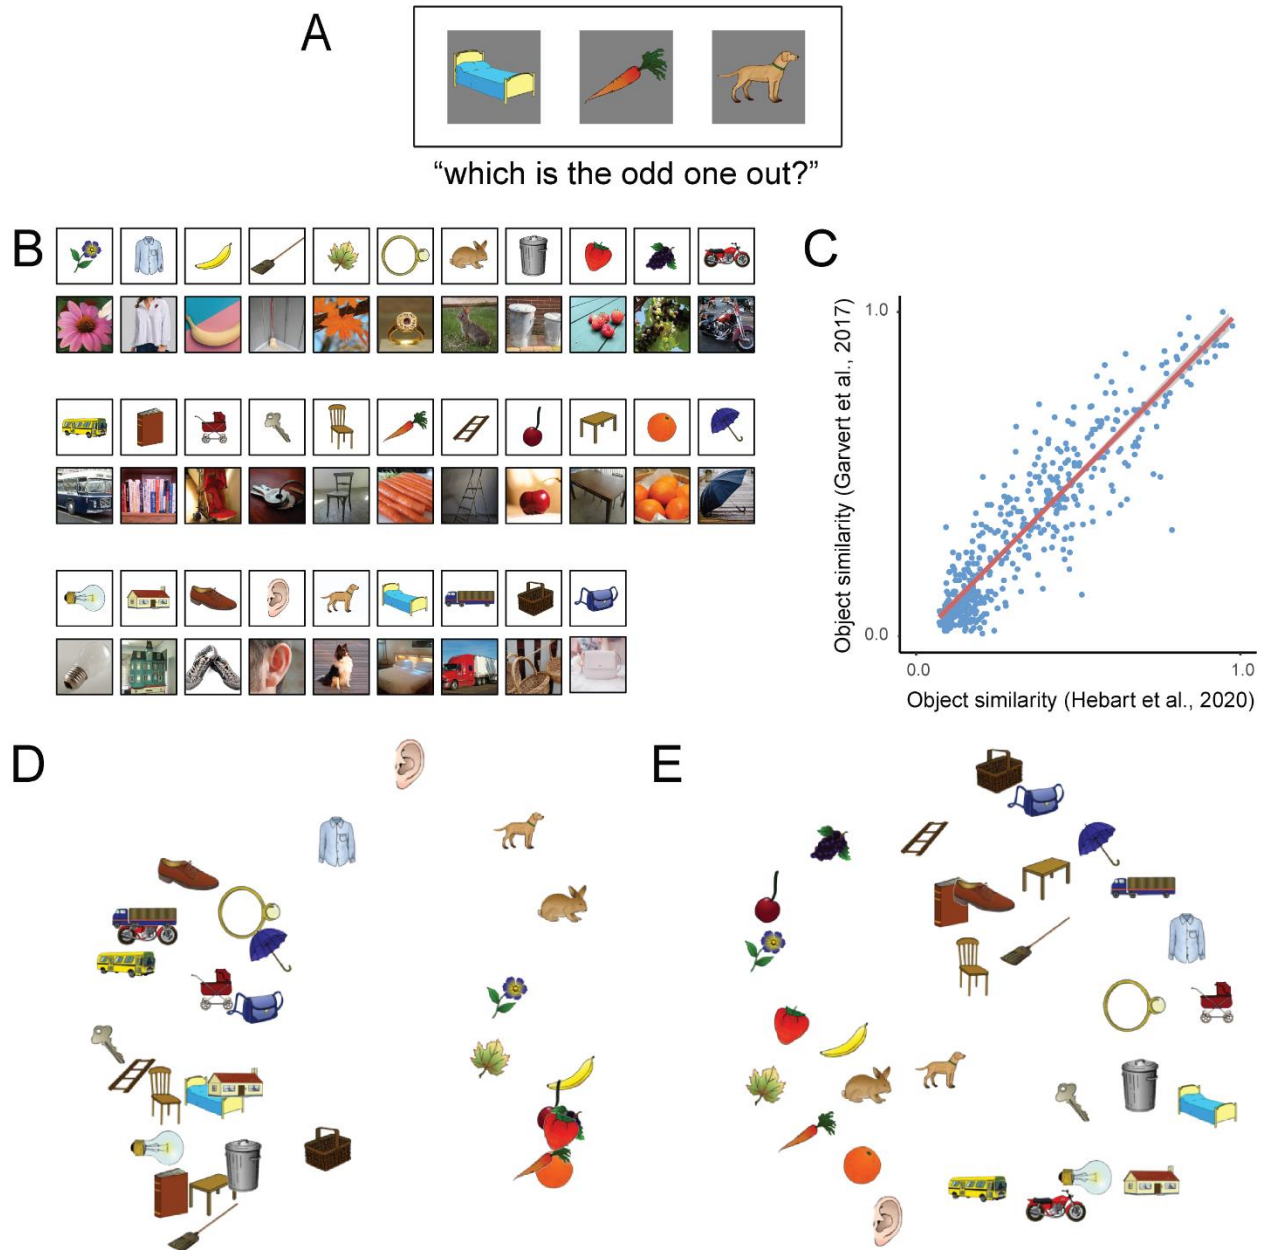 A
“which is the odd one out?”
B
C
Object similarity (Garvert et al., 2017)
1.0
0.0
0.0
1.0
Object similarity (Hebart et al., 2020)
D
E